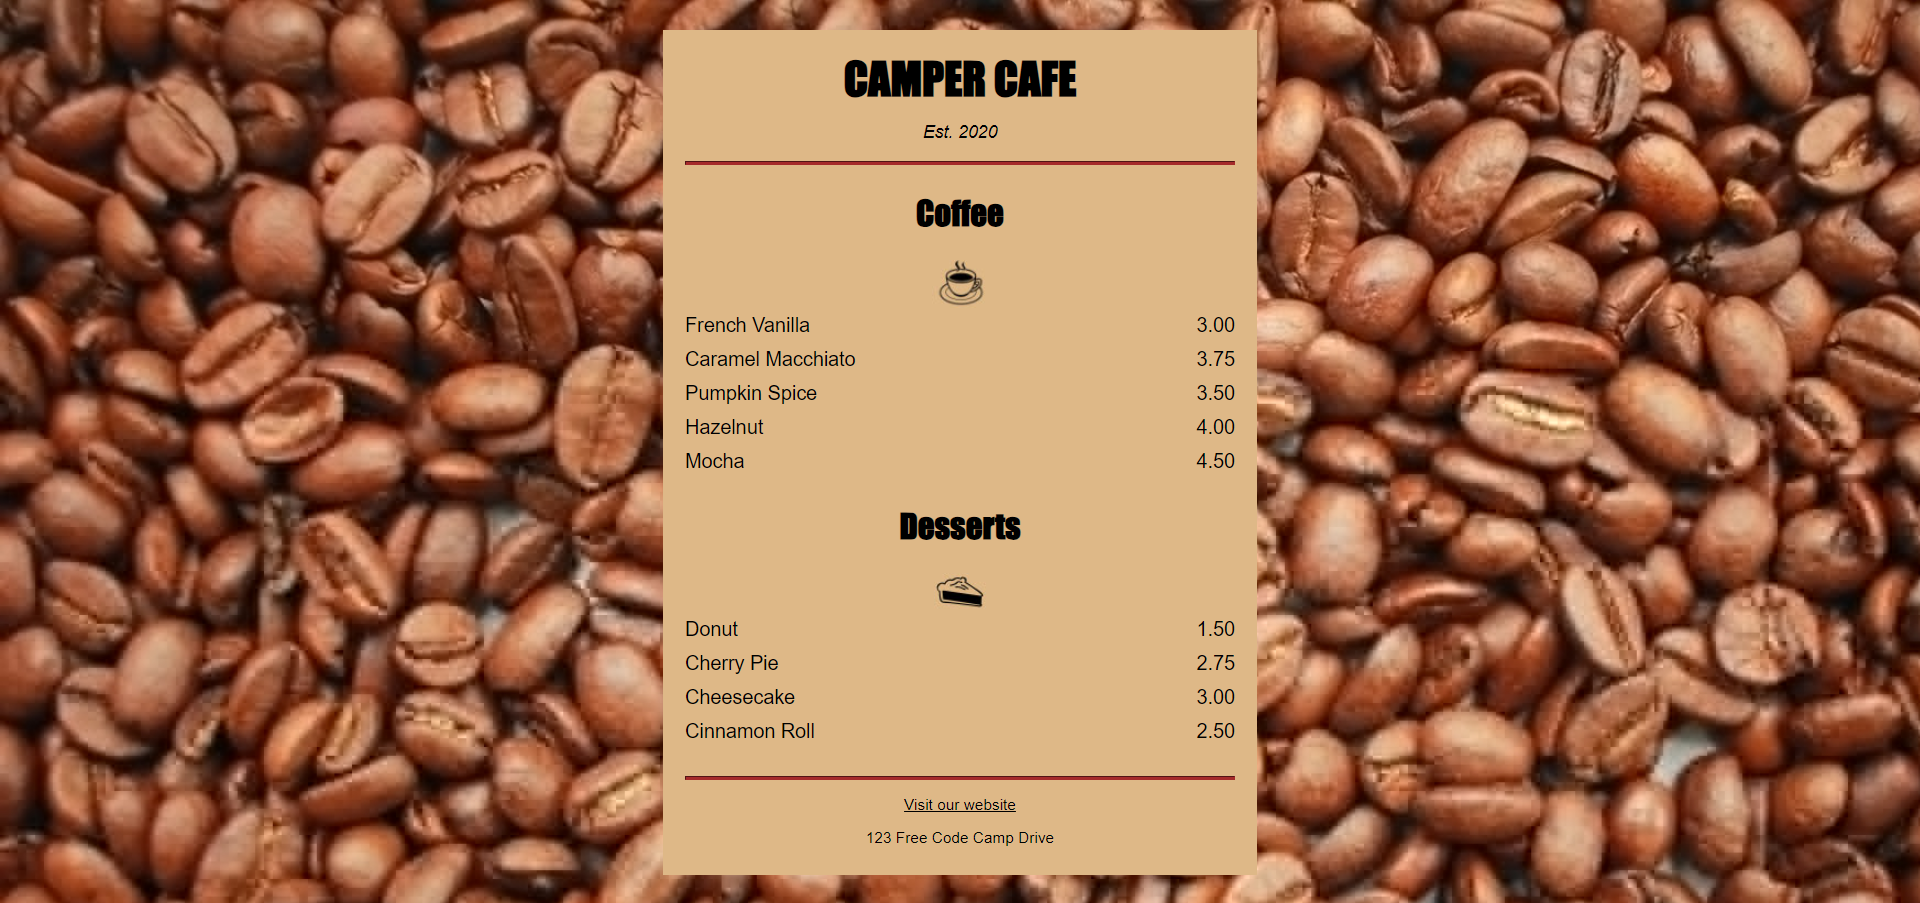 CAMPER CAFE
Est. 2020
Coffee
French Vanilla 3.00
Caramel Macchiato 3.75
Pumpkin Spice 3.50
Hazelnut 4.00
Mocha 4.50
Desserts
Donut 1.50
Cherry Pie 2.75
Cheesecake 3.00
Cinnamon Roll 2.50
Visit our website
123 Free Code Camp Drive